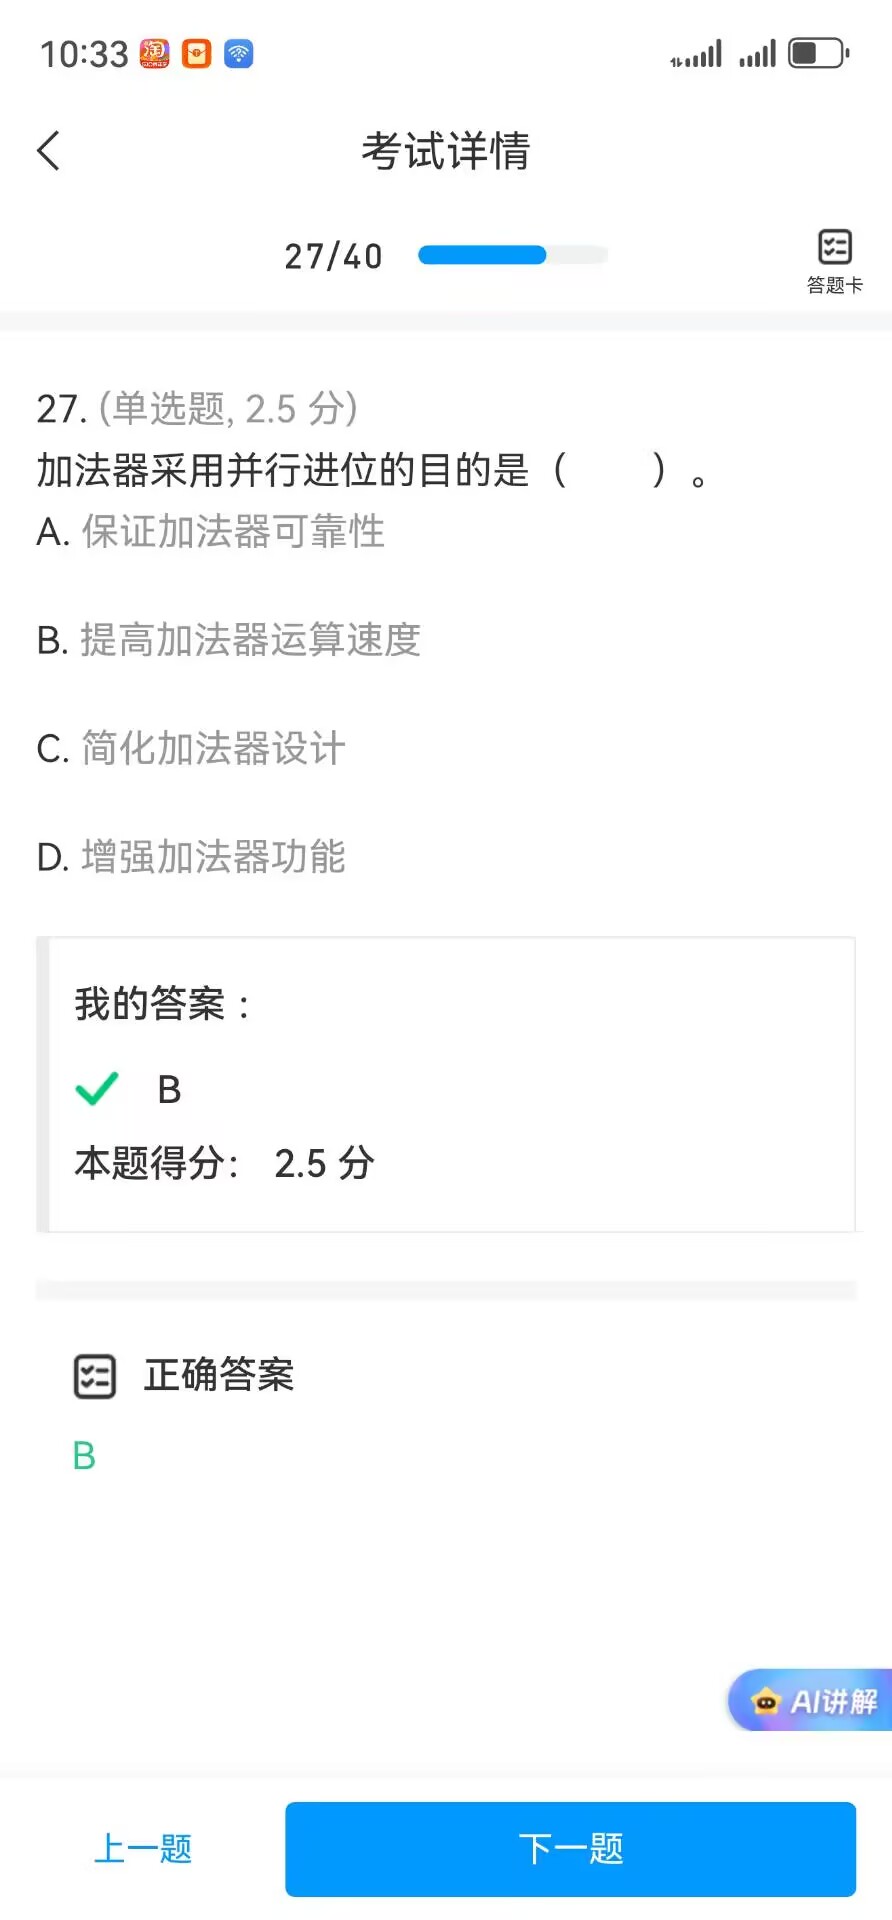 10:33
考试详情
27/40
答题卡
27. (单选题, 2.5 分)
加法器采用并行进位的目的是（　　）。
A. 保证加法器可靠性
B. 提高加法器运算速度
C. 简化加法器设计
D. 增强加法器功能
我的答案：
B
本题得分： 2.5 分
正确答案
B
AI讲解
上一题
下一题